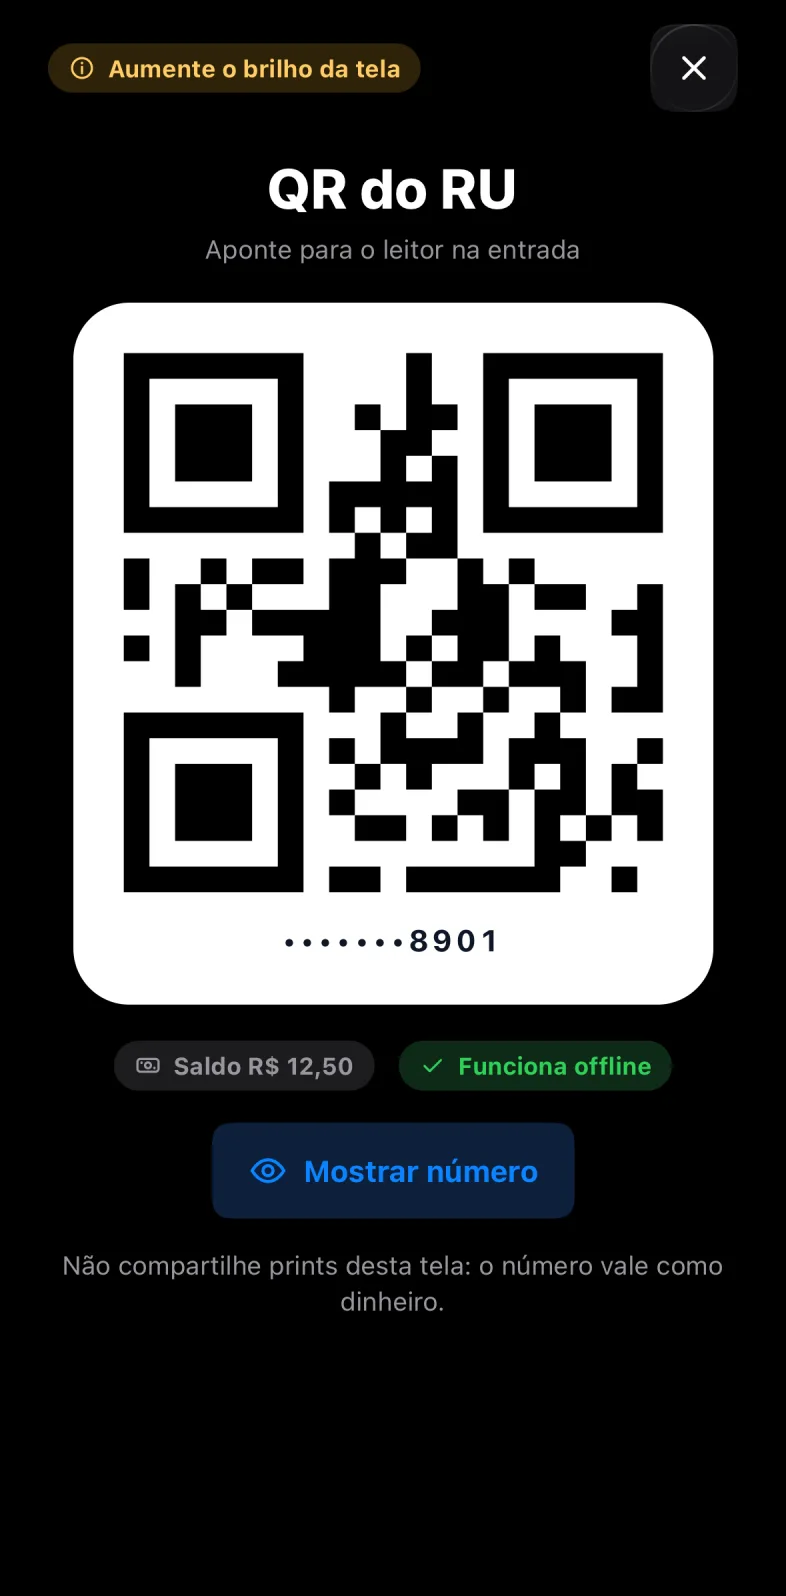 Aumente o brilho da tela
QR do RU
Aponte para o leitor na entrada
•••••••8901
Saldo R$ 12,50
Funciona offline
Mostrar número
Não compartilhe prints desta tela: o número vale como
dinheiro.